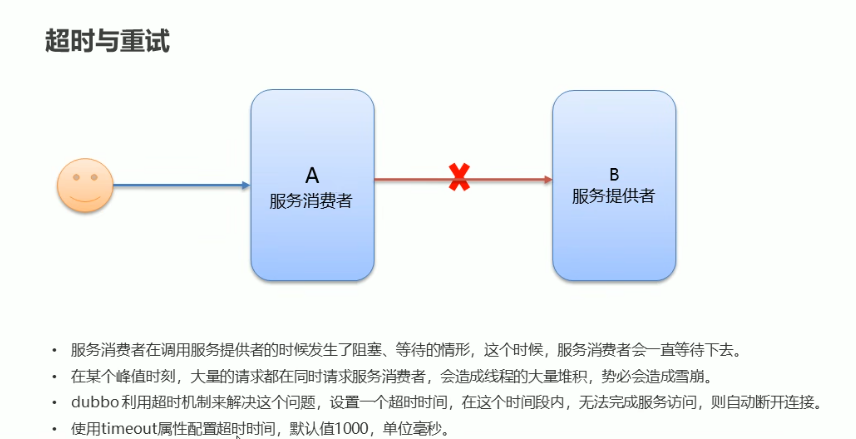 超时与重试
A
服务消费者
B
服务提供者
• 服务消费者在调用服务提供者的时候发生了阻塞、等待的情形，这个时候，服务消费者会一直等待下去。
• 在某个峰值时刻，大量的请求都在同时请求服务消费者，会造成线程的大量堆积，势必会造成雪崩。
• dubbo 利用超时机制来解决这个问题，设置一个超时时间，在这个时间段内，无法完成服务访问，则自动断开连接。
• 使用timeout属性配置超时时间，默认值1000，单位毫秒。